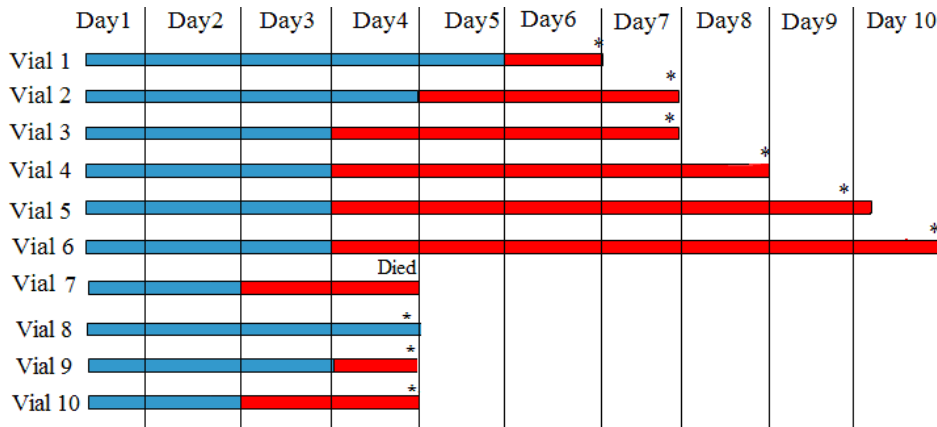 Day1 Day2 Day3 Day4 Day5 Day6 Day7 Day8 Day9 Day 10
Vial 1 *
Vial 2 *
Vial 3 *
Vial 4 *
Vial 5 *
Vial 6 *
Died
Vial 7
Vial 8 *
Vial 9 *
Vial 10 *